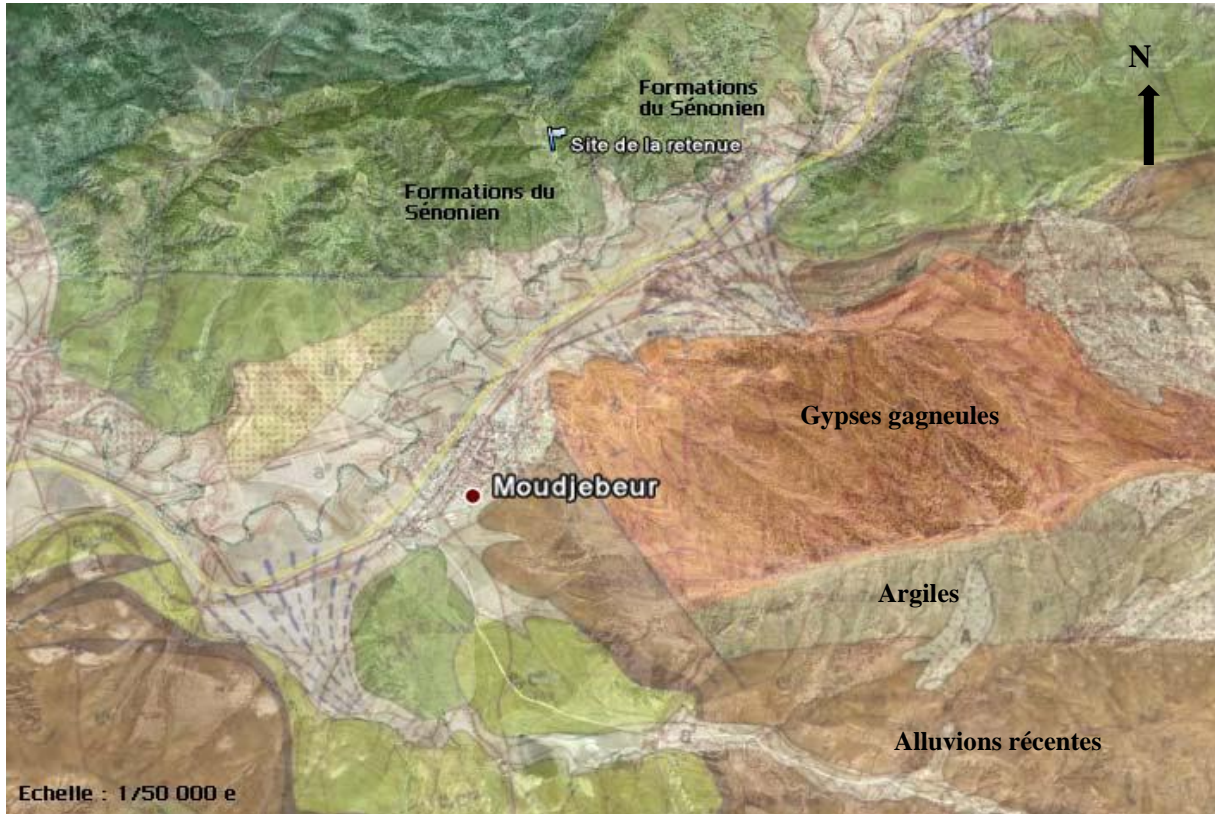 N
Formations
du Sénonien
Site de la retenue
Formations du
Sénonien
A
Gypses gagneules
Moudjebeur
Argiles
A
Alluvions récentes
Echelle : 1/50 000 e